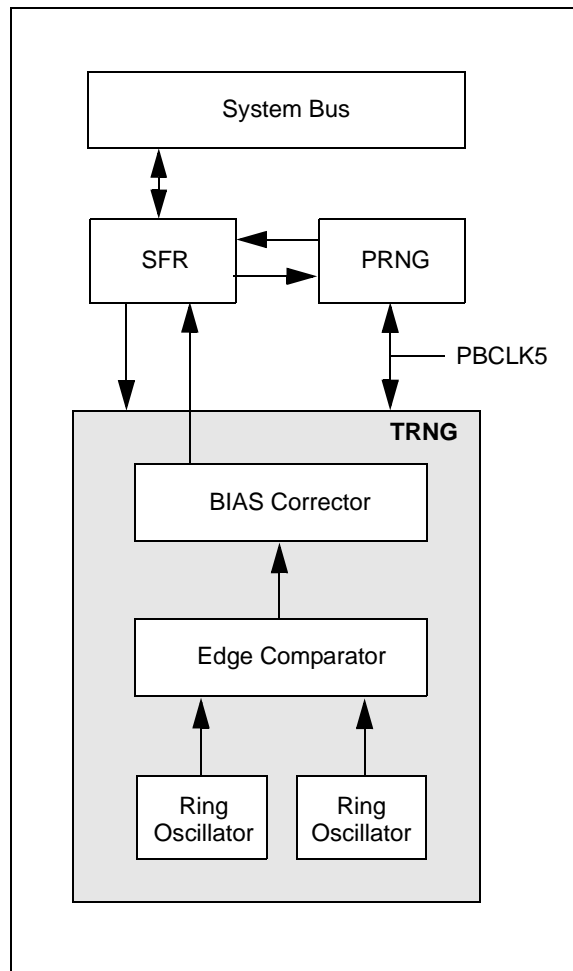 System Bus
SFR
PRNG
PBCLK5
TRNG
BIAS Corrector
Edge Comparator
Ring
Oscillator
Ring
Oscillator